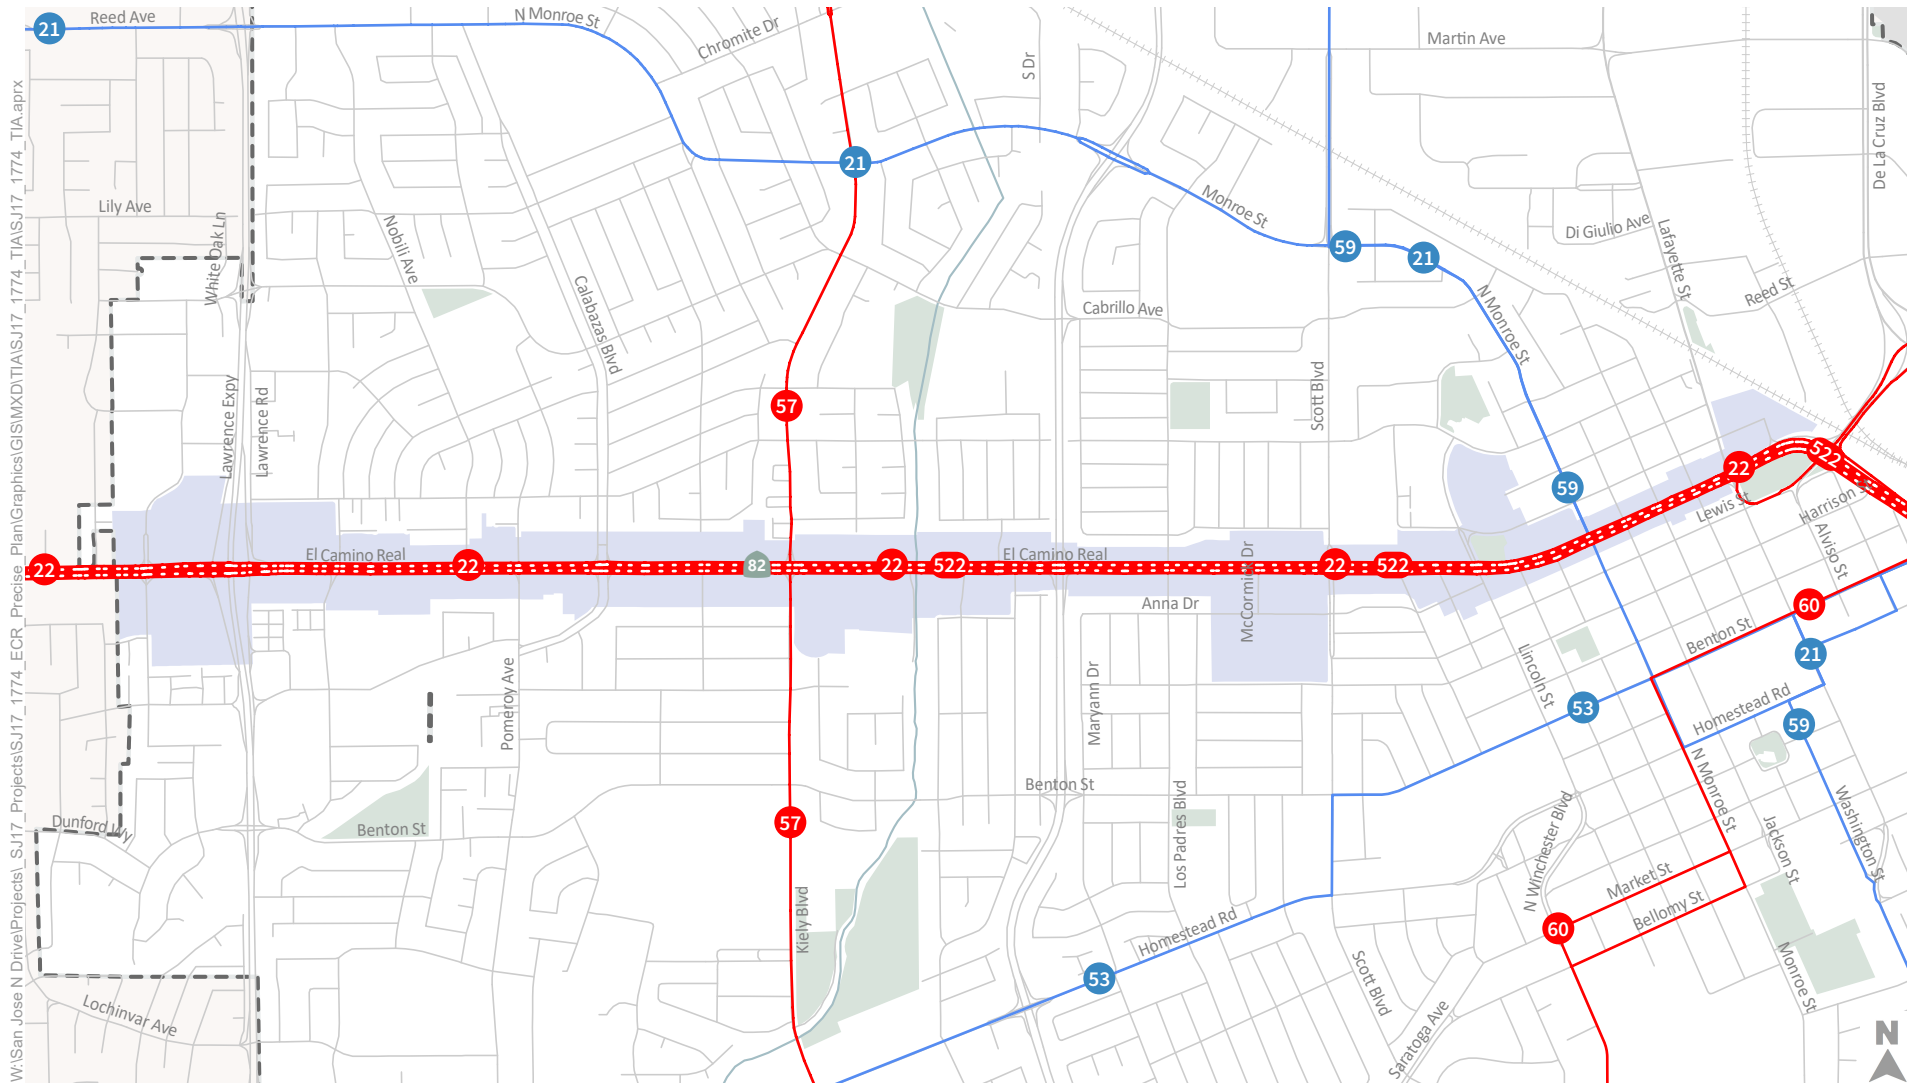 21
Reed Ave
N Monroe St
Chromite Dr
S Dr
Martin Ave
De La Cruz Blvd
21
Lily Ave
White Oak Ln
Nobili Ave
Monroe St
59
21
Di Giulio Ave
Lafayette St
Reed St
Calabazas Blvd
Cabrillo Ave
N Monroe St
Scott Blvd
Lawrence Expy
Lawrence Rd
57
59
22
522
Lewis St
Harrison St
Alviso St
22
El Camino Real
22
82
22
522
El Camino Real
McCormick Dr
22
522
Anna Dr
60
Benton St
21
Lincoln St
Pomeroy Ave
Maryann Dr
53
Homestead Rd
59
Benton St
N Monroe St
Washington St
Los Padres Blvd
N Winchester Blvd
Jackson St
Dunford Wy
Benton St
57
Market St
Bellomy St
Kiely Blvd
60
Homestead Rd
53
Scott Blvd
Monroe St
Saratoga Ave
Lochinvar Ave
N
W:\San Jose N Drive\Projects\_SJ17_Projects\SJ17_1774_ECR_Precise_Plan\Graphics\GIS\MXD\TIA\SJ17_1774_TIA\SJ17_1774_TIA.aprx